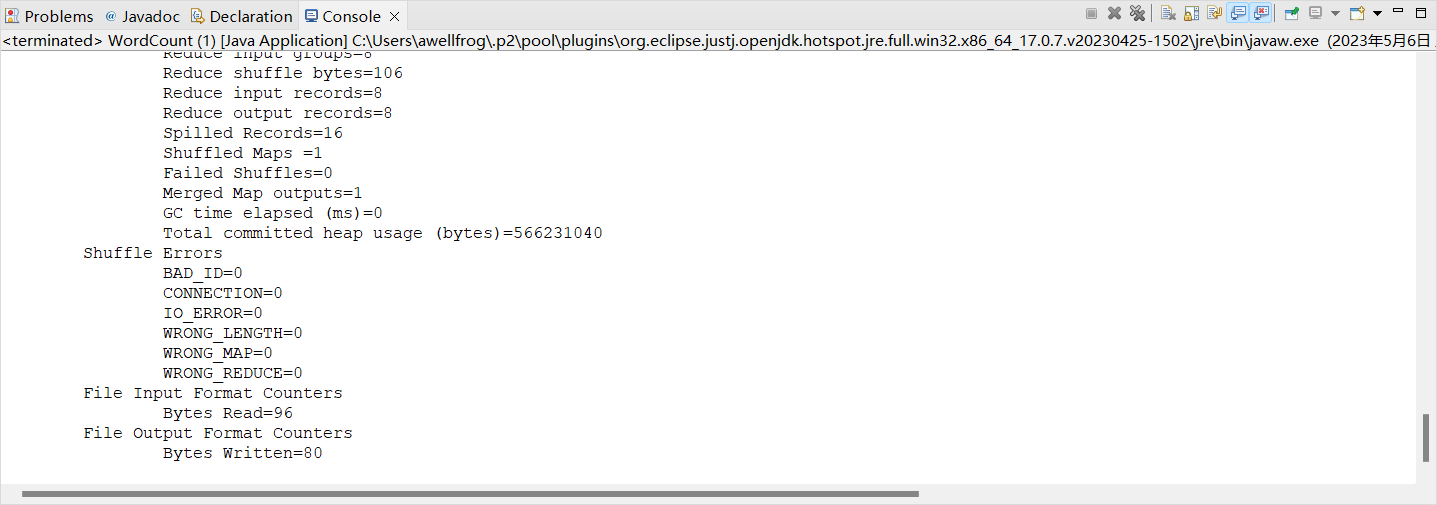 Problems @ Javadoc Declaration Console
<terminated> WordCount (1) [Java Application] C:\Users\awellfrog\.p2\pool\plugins\org.eclipse.justj.openjdk.hotspot.jre.full.win32.x86_64_17.0.7.v20230425-1502\jre\bin\javaw.exe (2023年5月6日
Reduce input groups=8
Reduce shuffle bytes=106
Reduce input records=8
Reduce output records=8
Spilled Records=16
Shuffled Maps =1
Failed Shuffles=0
Merged Map outputs=1
GC time elapsed (ms)=0
Total committed heap usage (bytes)=566231040
Shuffle Errors
BAD_ID=0
CONNECTION=0
IO_ERROR=0
WRONG_LENGTH=0
WRONG_MAP=0
WRONG_REDUCE=0
File Input Format Counters
Bytes Read=96
File Output Format Counters
Bytes Written=80